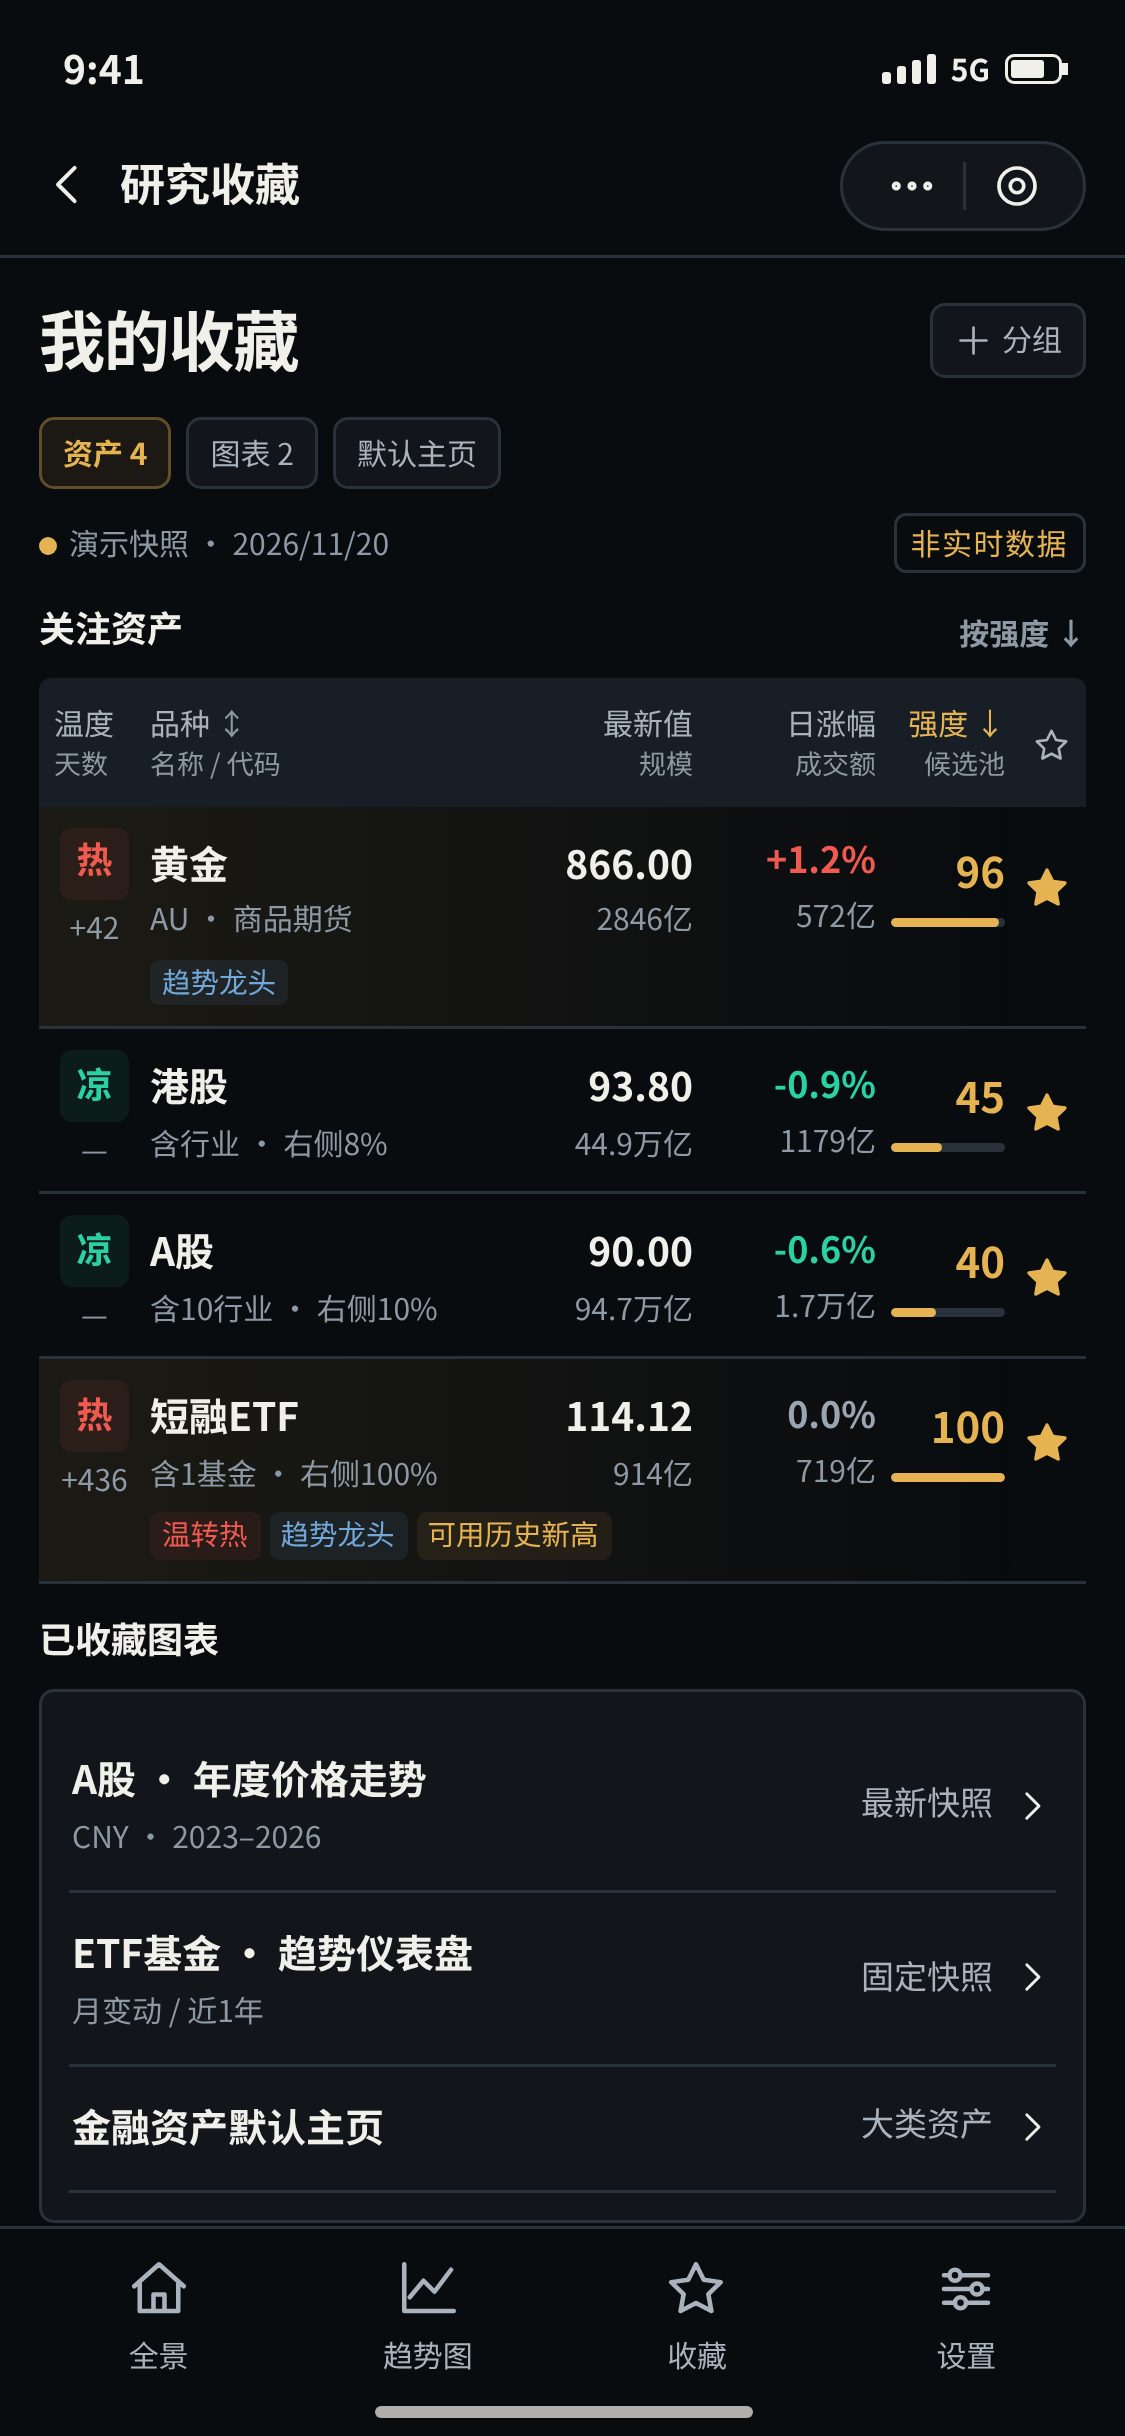 9:41 5G
研究收藏
我的收藏 分组
资产 4 图表 2 默认主页
演示快照 · 2026/11/20 非实时数据
关注资产 按强度 ↓
温度 品种 ↕ 最新值 日涨幅 强度 ↓
天数 名称 / 代码 规模 成交额 候选池
热 黄金 866.00 +1.2% 96
+42 AU · 商品期货 2846亿 572亿
趋势龙头
凉 港股 93.80 -0.9% 45
— 含行业 · 右侧8% 44.9万亿 1179亿
凉 A股 90.00 -0.6% 40
— 含10行业 · 右侧10% 94.7万亿 1.7万亿
热 短融ETF 114.12 0.0% 100
+436 含1基金 · 右侧100% 914亿 719亿
温转热 趋势龙头 可用历史新高
已收藏图表
A股 · 年度价格走势 最新快照
CNY · 2023–2026
ETF基金 · 趋势仪表盘 固定快照
月变动 / 近1年
金融资产默认主页 大类资产
全景 趋势图 收藏 设置